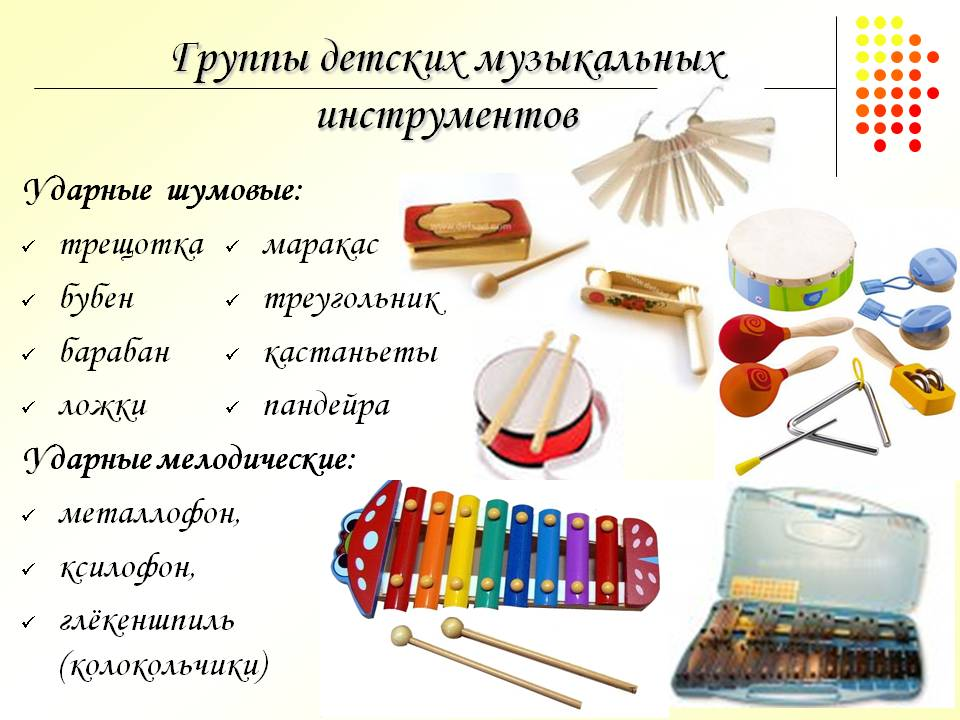 Группы детских музыкальных
инструментов
Ударные шумовые:
трещотка
бубен
барабан
ложки
маракас
треугольник
кастаньеты
пандейра
Ударные мелодические:
металлофон,
ксилофон,
глёкеншпиль
(колокольчики)